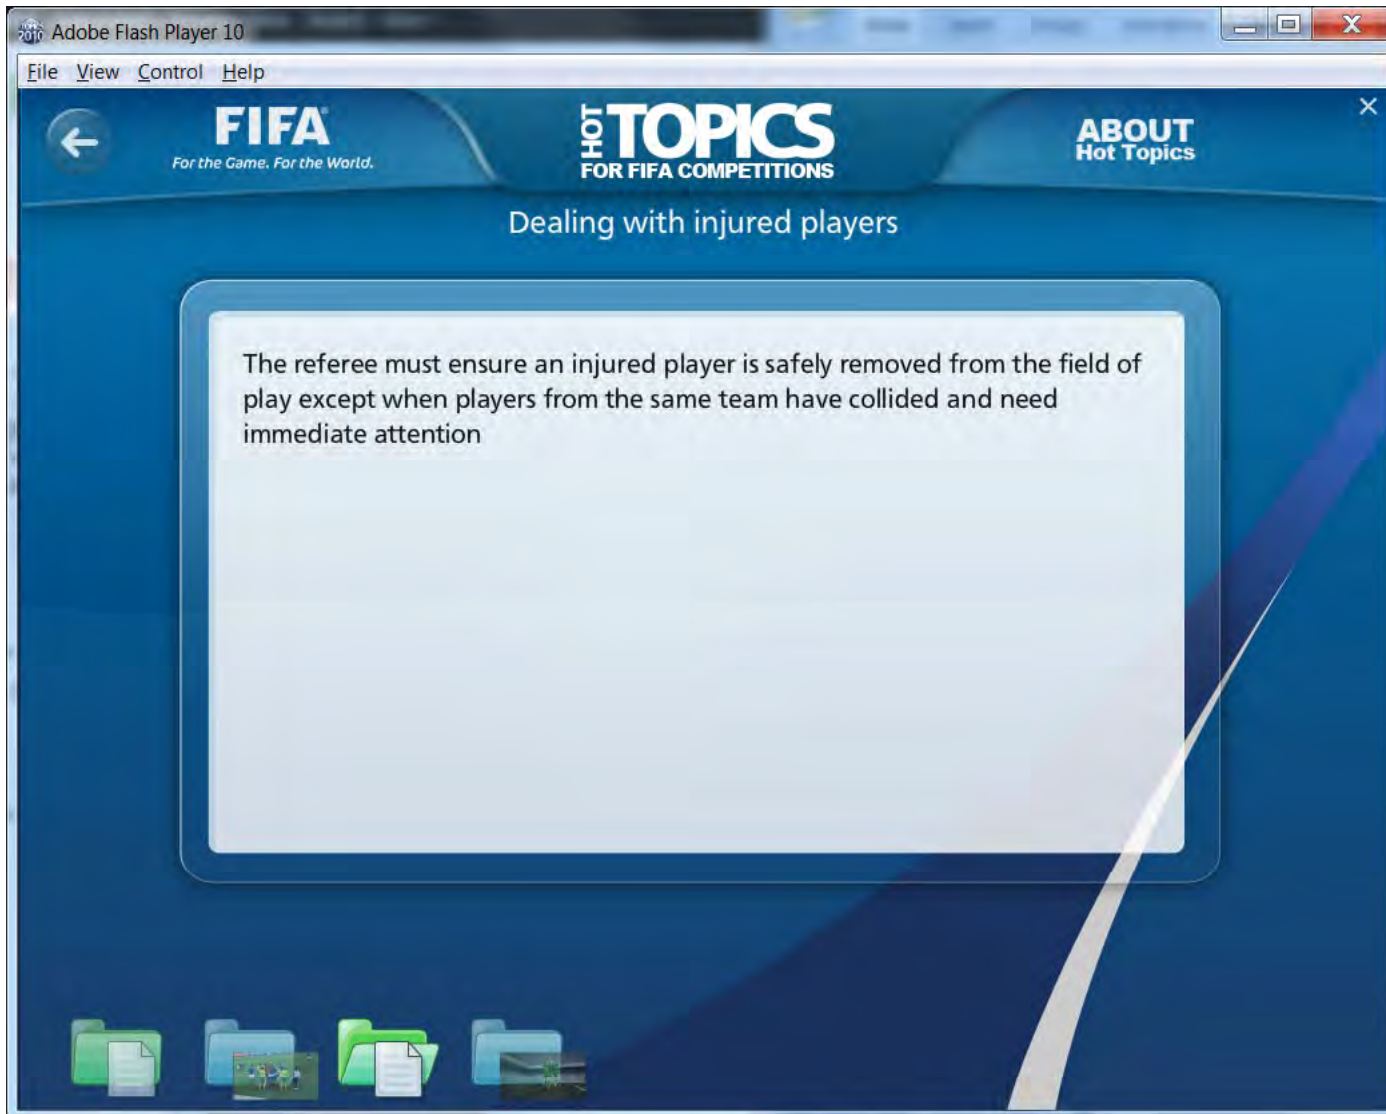 Adobe Flash Player 10
File View Control Help
FIFA
For the Game. For the World.
HOT TOPICS
FOR FIFA COMPETITIONS
ABOUT
Hot Topics
Dealing with injured players
The referee must ensure an injured player is safely removed from the field of
play except when players from the same team have collided and need
immediate attention